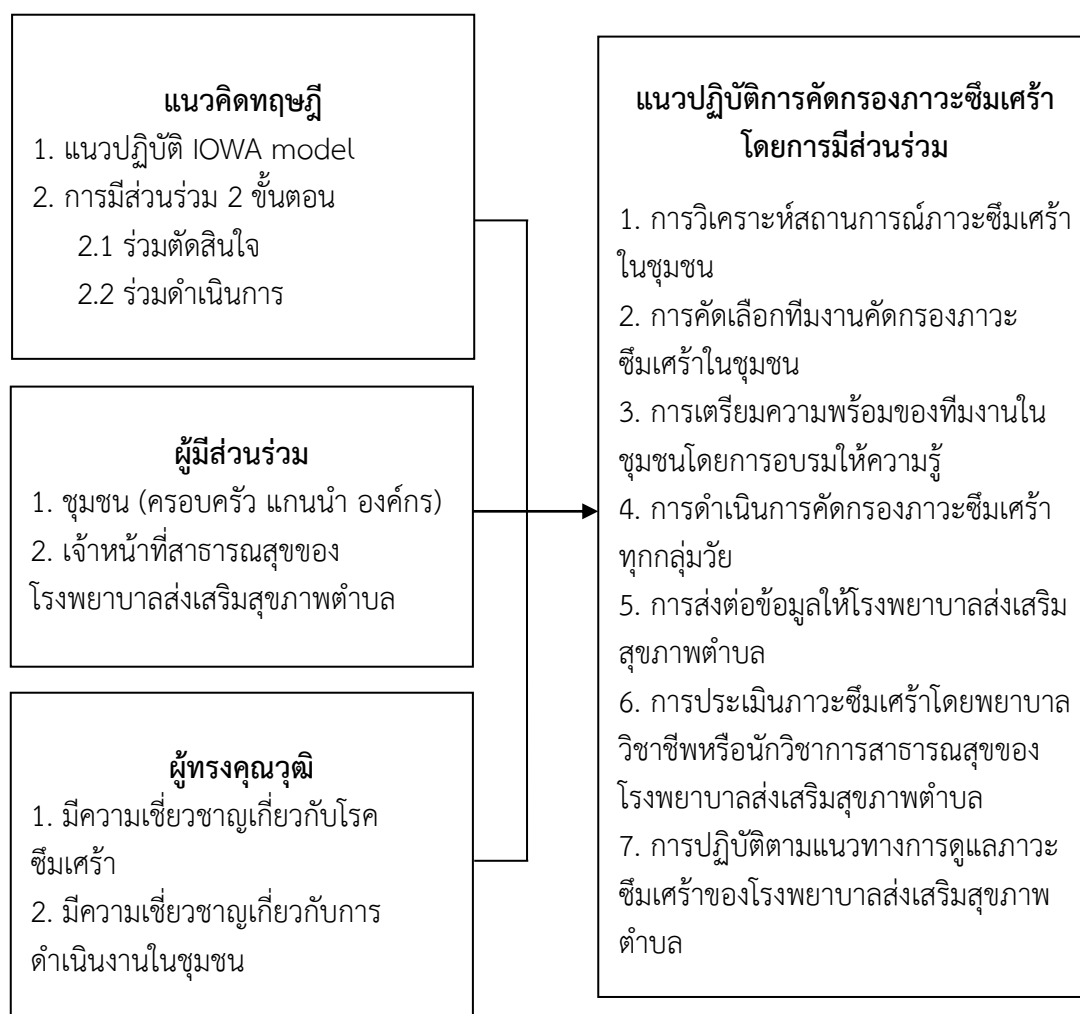 แนวคิดทฤษฎี
1. แนวปฏิบัติ IOWA model
2. การมีส่วนร่วม 2 ขั้นตอน
2.1 ร่วมตัดสินใจ
2.2 ร่วมดำเนินการ
ผู้มีส่วนร่วม
1. ชุมชน (ครอบครัว แกนนำ องค์กร)
2. เจ้าหน้าที่สาธารณสุขของ
โรงพยาบาลส่งเสริมสุขภาพตำบล
ผู้ทรงคุณวุฒิ
1. มีความเชี่ยวชาญเกี่ยวกับโรค
ซึมเศร้า
2. มีความเชี่ยวชาญเกี่ยวกับการ
ดำเนินงานในชุมชน
แนวปฏิบัติการคัดกรองภาวะซึมเศร้า
โดยการมีส่วนร่วม
1. การวิเคราะห์สถานการณ์ภาวะซึมเศร้า
ในชุมชน
2. การคัดเลือกทีมงานคัดกรองภาวะ
ซึมเศร้าในชุมชน
3. การเตรียมความพร้อมของทีมงานใน
ชุมชนโดยการอบรมให้ความรู้
4. การดำเนินการคัดกรองภาวะซึมเศร้า
ทุกกลุ่มวัย
5. การส่งต่อข้อมูลให้โรงพยาบาลส่งเสริม
สุขภาพตำบล
6. การประเมินภาวะซึมเศร้าโดยพยาบาล
วิชาชีพหรือนักวิชาการสาธารณสุขของ
โรงพยาบาลส่งเสริมสุขภาพตำบล
7. การปฏิบัติตามแนวทางการดูแลภาวะ
ซึมเศร้าของโรงพยาบาลส่งเสริมสุขภาพ
ตำบล